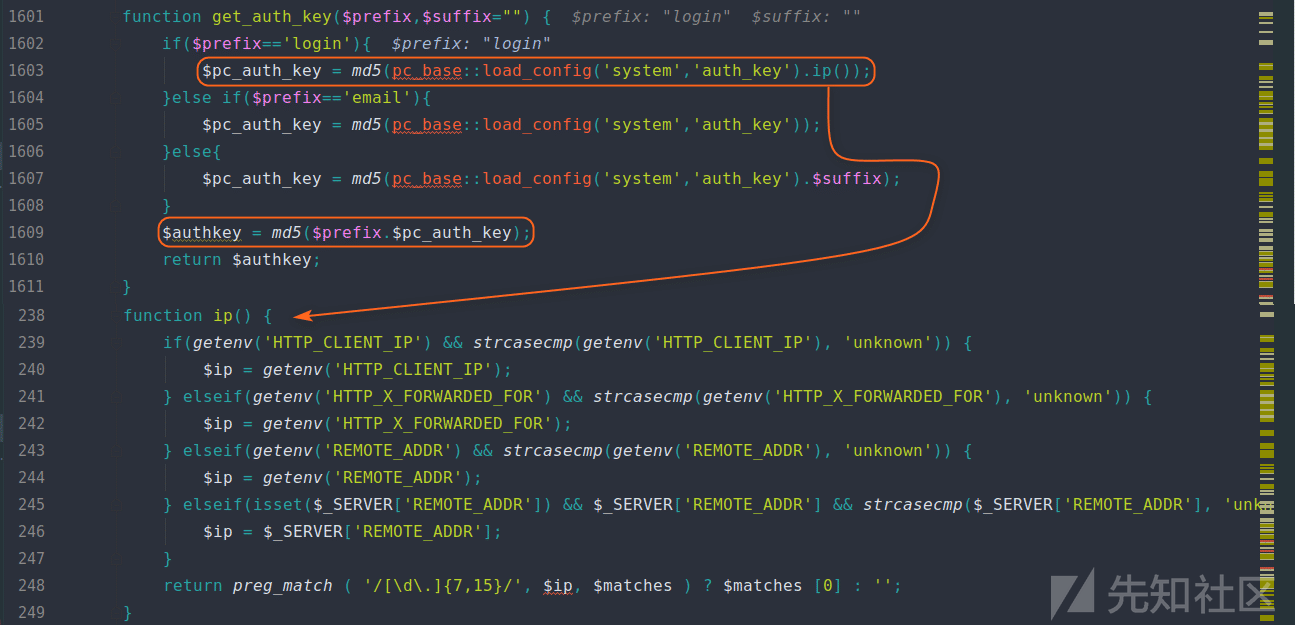 1601 function get_auth_key($prefix,$suffix="") { $prefix: "login" $suffix: ""
1602 if($prefix=='login'){ $prefix: "login"
1603 $pc_auth_key = md5(pc_base::load_config('system','auth_key').ip());
1604 }else if($prefix=='email'){
1605 $pc_auth_key = md5(pc_base::load_config('system','auth_key'));
1606 }else{
1607 $pc_auth_key = md5(pc_base::load_config('system','auth_key').$suffix);
1608 }
1609 $authkey = md5($prefix.$pc_auth_key);
1610 return $authkey;
1611 }
238 function ip() {
239 if(getenv('HTTP_CLIENT_IP') && strcasecmp(getenv('HTTP_CLIENT_IP'), 'unknown')) {
240 $ip = getenv('HTTP_CLIENT_IP');
241 } elseif(getenv('HTTP_X_FORWARDED_FOR') && strcasecmp(getenv('HTTP_X_FORWARDED_FOR'), 'unknown')) {
242 $ip = getenv('HTTP_X_FORWARDED_FOR');
243 } elseif(getenv('REMOTE_ADDR') && strcasecmp(getenv('REMOTE_ADDR'), 'unknown')) {
244 $ip = getenv('REMOTE_ADDR');
245 } elseif(isset($_SERVER['REMOTE_ADDR']) && $_SERVER['REMOTE_ADDR'] && strcasecmp($_SERVER['REMOTE_ADDR'], 'unk
246 $ip = $_SERVER['REMOTE_ADDR'];
247 }
248 return preg_match ( '/[\d\.]{7,15}/', $ip, $matches ) ? $matches [0] : '';
249 }
先知社区